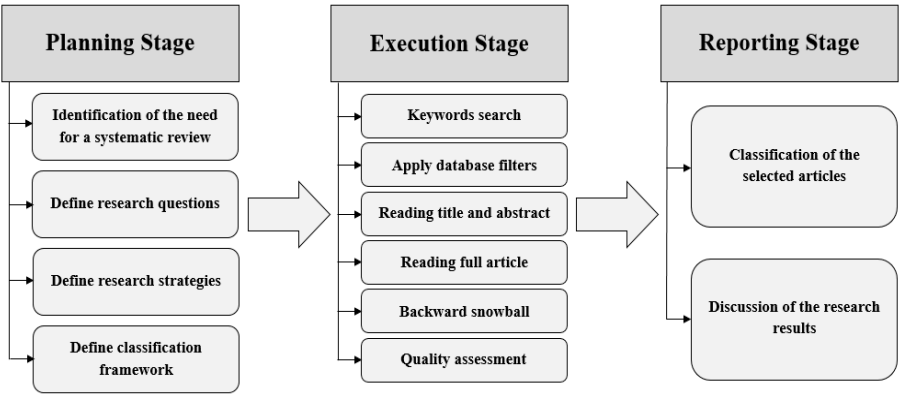 Planning Stage
Identification of the need
for a systematic review
Define research questions
Define research strategies
Define classification
framework
Execution Stage
Keywords search
Apply database filters
Reading title and abstract
Reading full article
Backward snowball
Quality assessment
Reporting Stage
Classification of the
selected articles
Discussion of the research
results